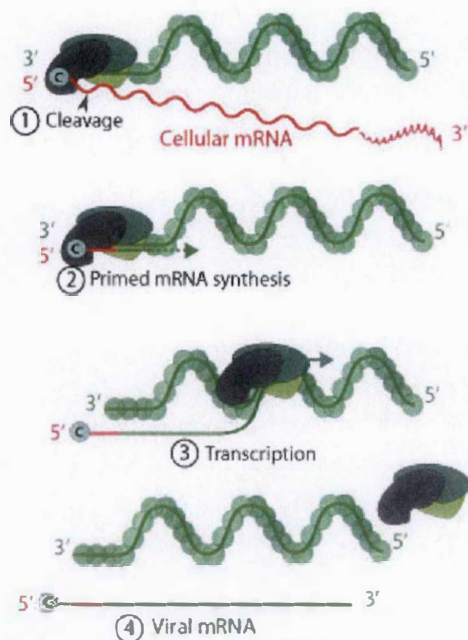 3' 5'
5' C
① Cleavage
Cellular mRNA 3'
3' 5'
5' C
② Primed mRNA synthesis
3' 5'
5' C
③ Transcription
3' 5'
5' C 3'
④ Viral mRNA